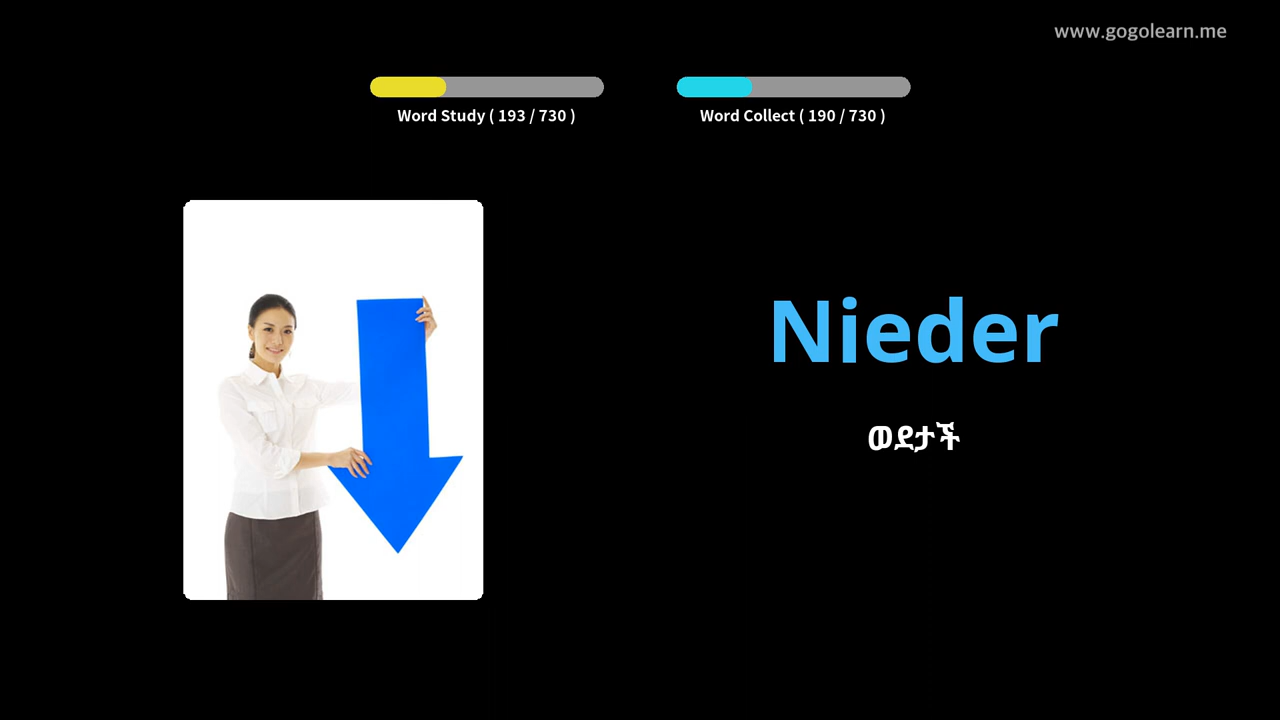 www.gogolearn.me
Word Study ( 193 / 730 )
Word Collect ( 190 / 730 )
Nieder
ወደታች